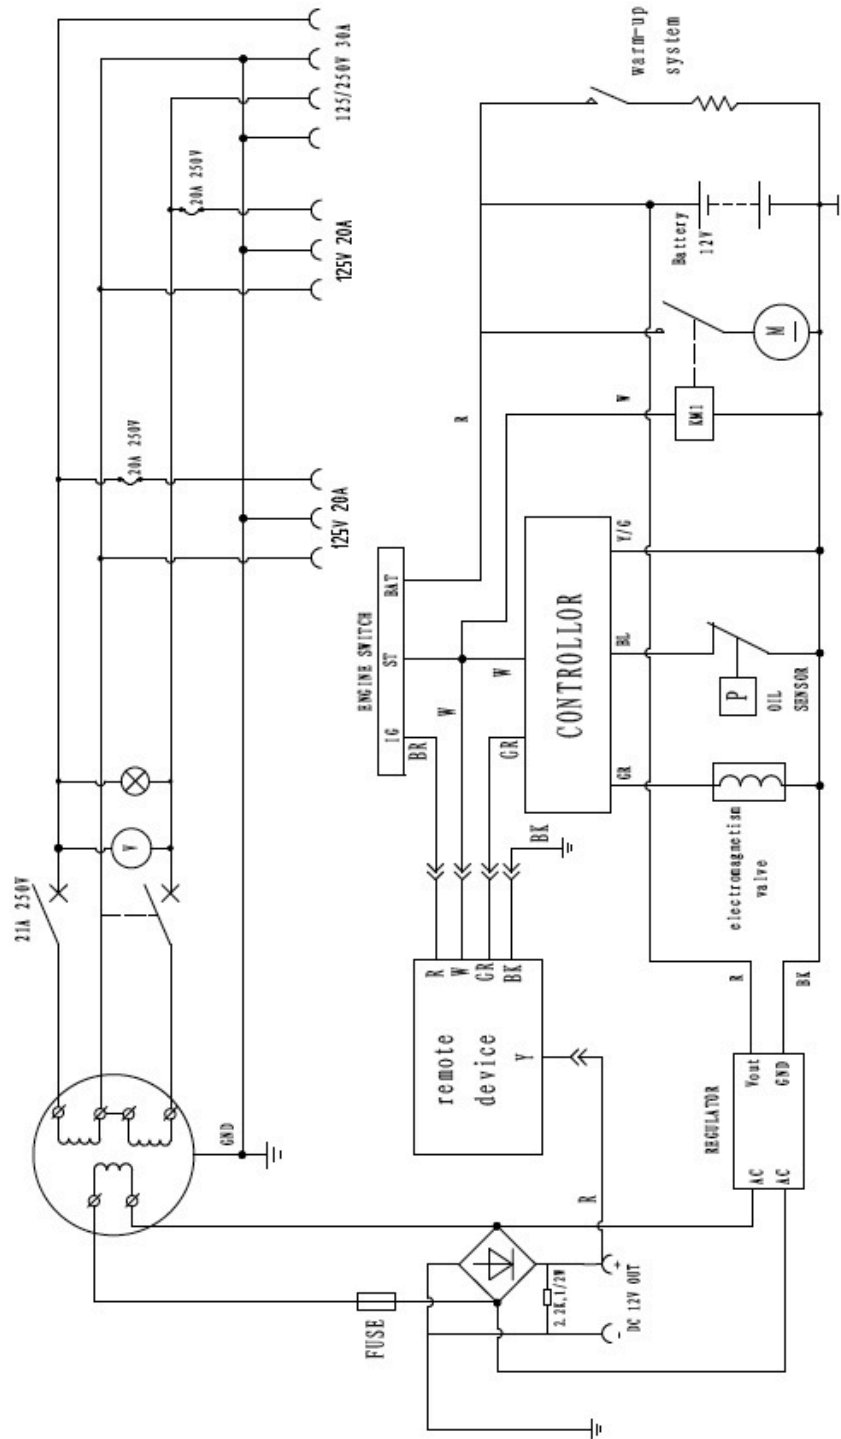 125/250V 30A
20A 250V
125V 20A
20A 250V
125V 20A
21A 250V
V
GND
FUSE
warm-up
system
Battery
12V
M
KM1
R
W
ENGINE SWITCH
BAT
ST
IG
BR
W
W
GR
CONTROLLOR
Y/G
BL
GR
P
OIL
SENSOR
electromagnetism
valve
BK
R
W
GR
BK
remote
device
Y
R
R
BK
REGULATOR
Vout
GND
AC
AC
2.2K,1/2W
+
-
DC 12V OUT